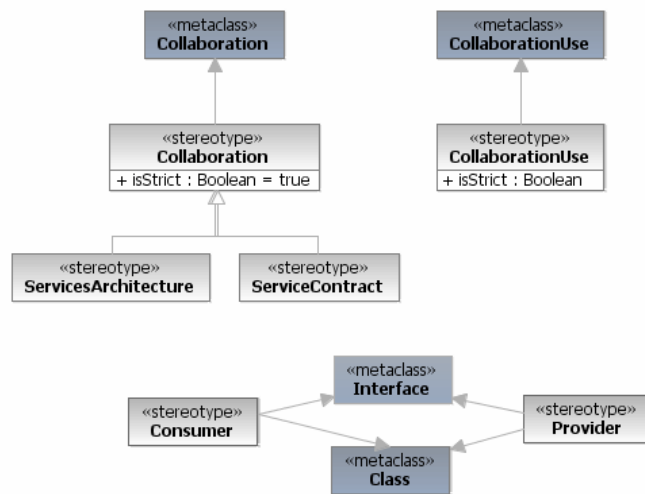 «metaclass»
Collaboration
«metaclass»
CollaborationUse
«stereotype»
Collaboration
+ isStrict : Boolean = true
«stereotype»
CollaborationUse
+ isStrict : Boolean
«stereotype»
ServicesArchitecture
«stereotype»
ServiceContract
«metaclass»
Interface
«stereotype»
Consumer
«stereotype»
Provider
«metaclass»
Class